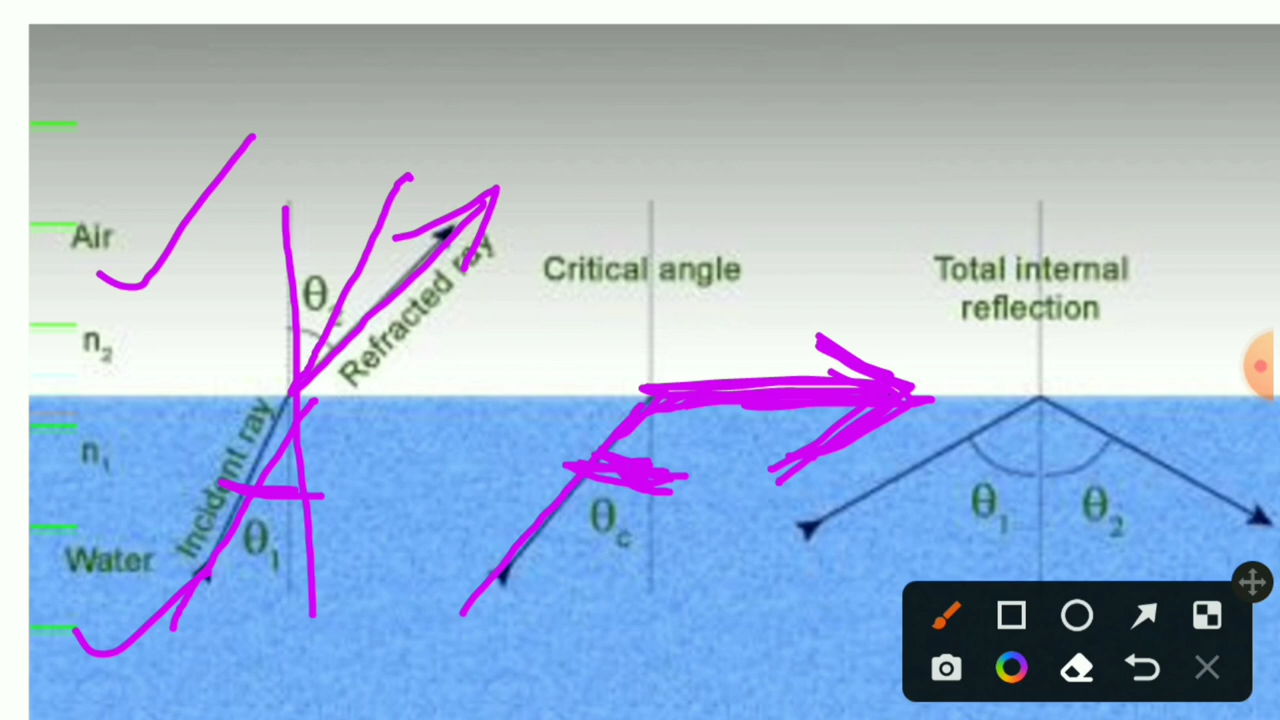 Air
θ₂
Refracted ray
Critical angle
Total internal
reflection
n₂
n₁
Incident ray
Water
θ₁
θc
θ₁
θ₂